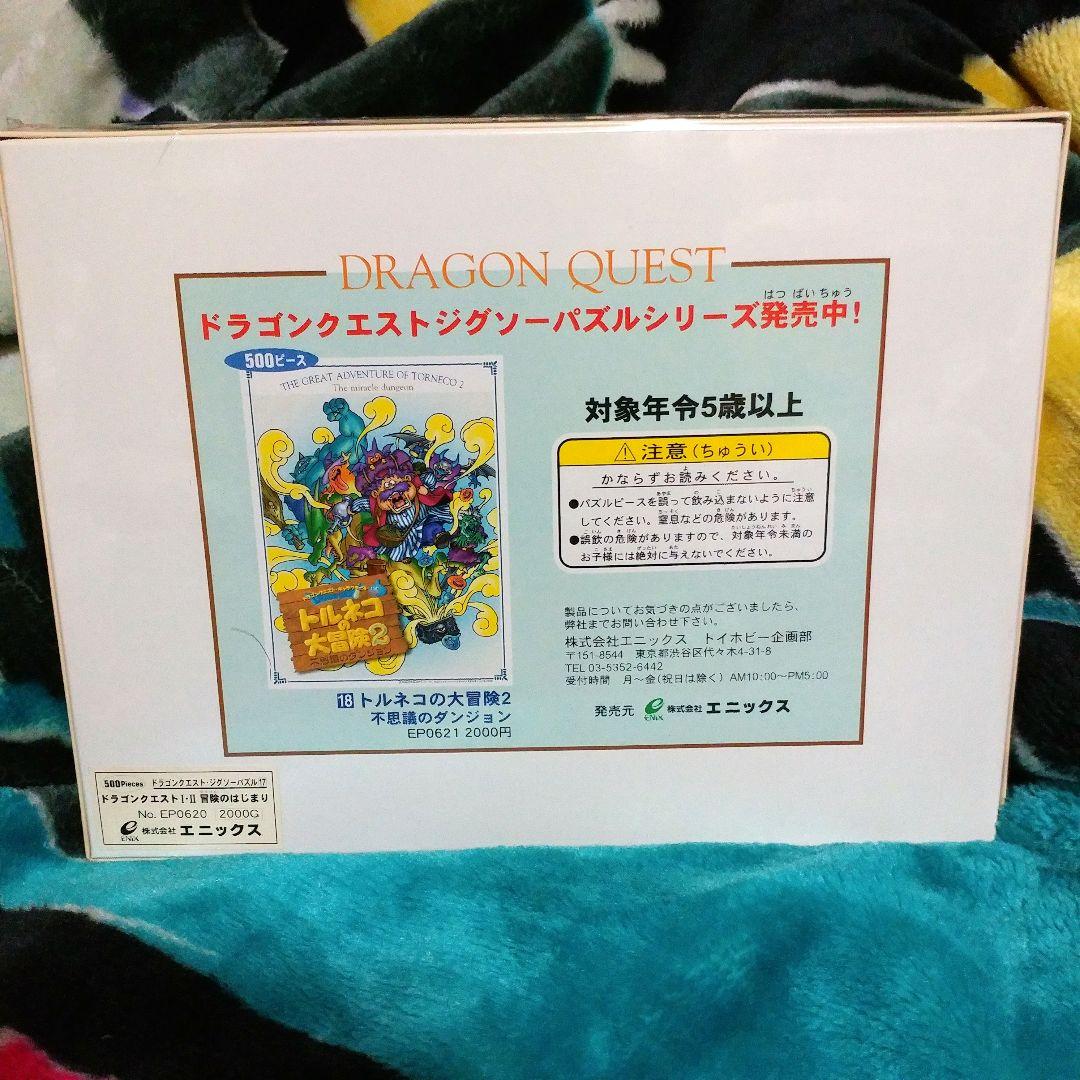 DRAGON QUEST
はつ ばい ちゅう
ドラゴンクエストジグソーパズルシリーズ発売中!
500ピース
THE GREAT ADVENTURE OF TORNECO 2
The miracle dungeon
トルネコの
大冒険2
不思議のダンジョン
18 トルネコの大冒険2
不思議のダンジョン
EP0621 2000円
対象年令5歳以上
⚠ 注意(ちゅうい)
かならずお読みください。
●パズルピースを誤って飲み込まないように注意
してください。窒息などの危険があります。
●誤飲の危険がありますので、対象年令未満の
お子様には絶対に与えないでください。
製品についてお気づきの点がございましたら、
弊社までお問い合わせ下さい。
株式会社エニックス トイホビー企画部
〒151-8544 東京都渋谷区代々木4-31-8
TEL 03-5352-6442
受付時間 月〜金(祝日は除く) AM10:00〜PM5:00
発売元 ENIX 株式会社 エニックス
500Pieces ドラゴンクエスト・ジグソーパズル17
ドラゴンクエストI・II 冒険のはじまり
No. EP0620 2000G
ENIX 株式会社 エニックス